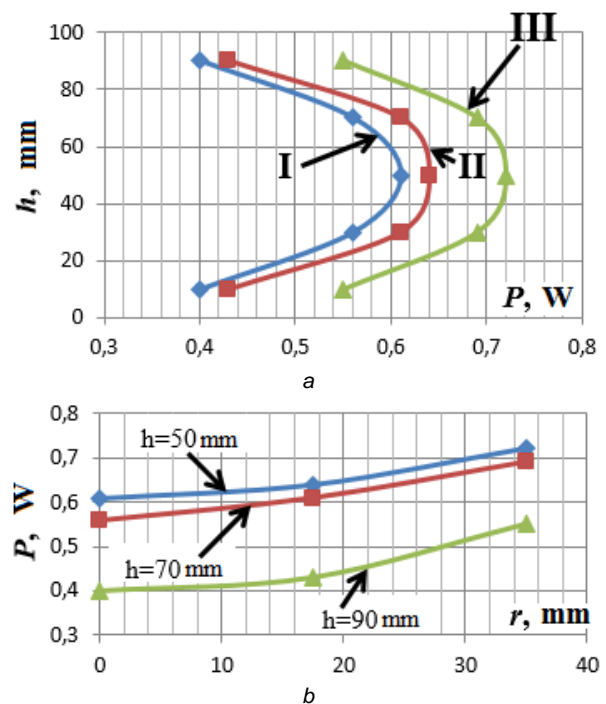 III
100
80
60
40
20
0
h, mm
I
II
P, W
0,3 0,4 0,5 0,6 0,7 0,8
a
0,8
0,7
0,6
0,5
0,4
0,3
P, W
h=50 mm
h=70 mm
h=90 mm
r, mm
0 10 20 30 40
b